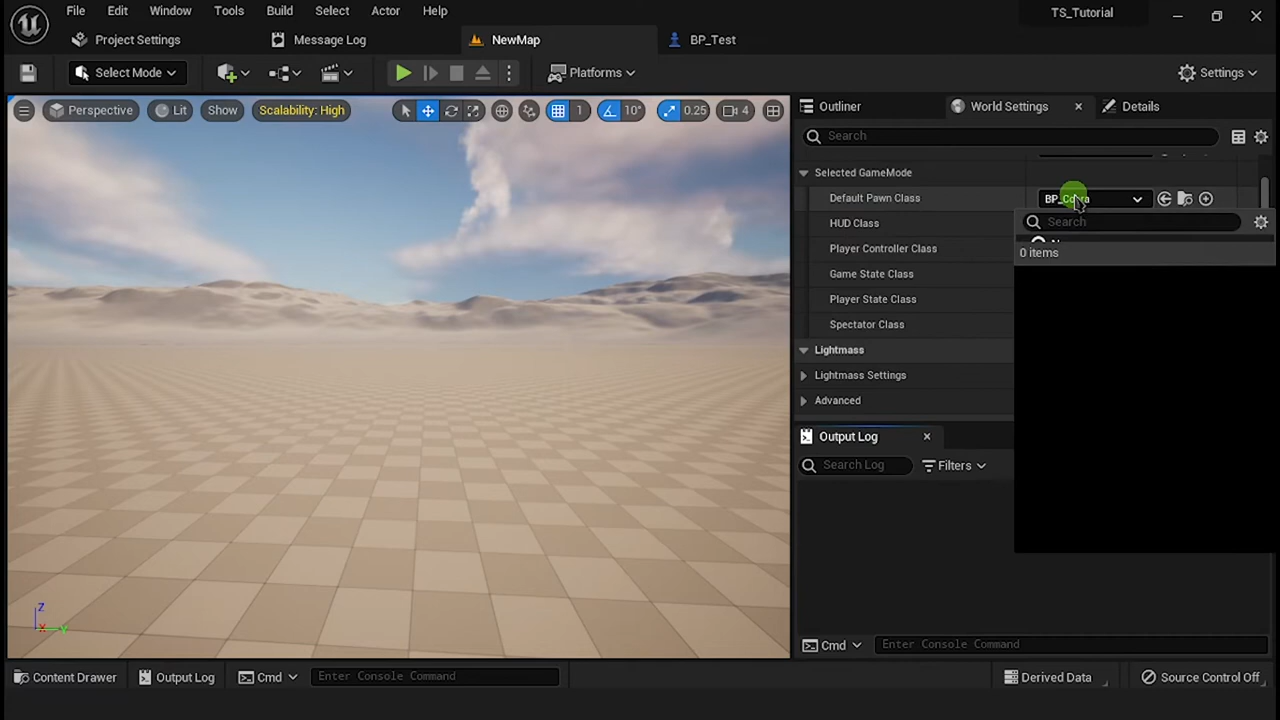 File Edit Window Tools Build Select Actor Help
TS_Tutorial
Project Settings
Message Log
NewMap
BP_Test
Select Mode
Platforms
Settings
Perspective
Lit
Show
Scalability: High
1
10°
0.25
4
Outliner
World Settings
Details
Search
Selected GameMode
Default Pawn Class
HUD Class
Search
Player Controller Class
0 items
Game State Class
Player State Class
Spectator Class
Lightmass
Lightmass Settings
Advanced
Output Log
Search Log
Filters
Z
X
Y
Cmd
Enter Console Command
Content Drawer
Output Log
Cmd
Enter Console Command
Derived Data
Source Control Off